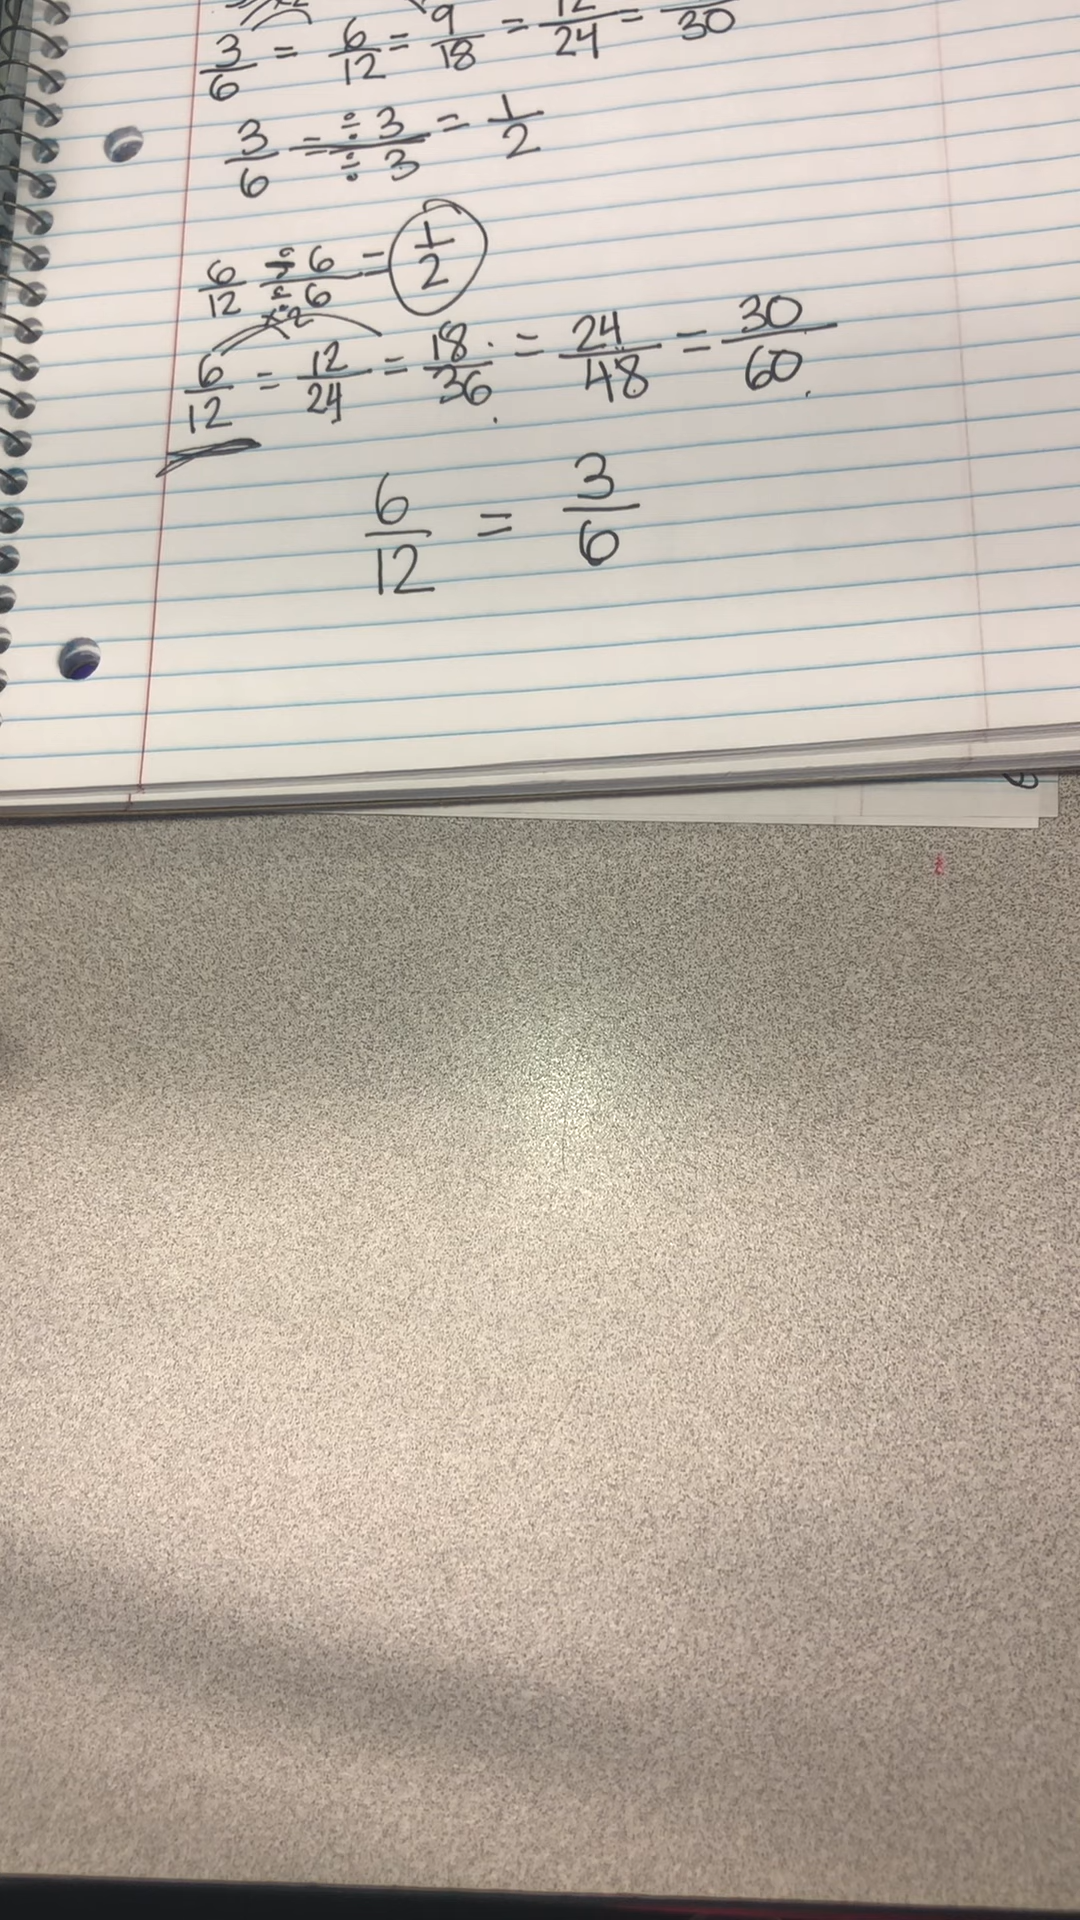 3/6 = 6/12 = 9/18 = 12/24 = /30
3/6 = ÷3/÷3 = 1/2
6/12 ÷6/÷6 = 1/2
×2
6/12 = 12/24 = 18/36 = 24/48 = 30/60
6/12 = 3/6